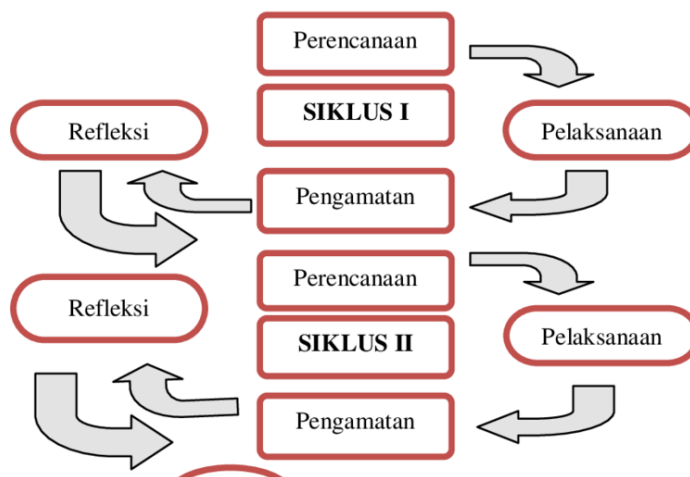 Perencanaan
SIKLUS I
Refleksi
Pelaksanaan
Pengamatan
Perencanaan
Refleksi
SIKLUS II
Pelaksanaan
Pengamatan